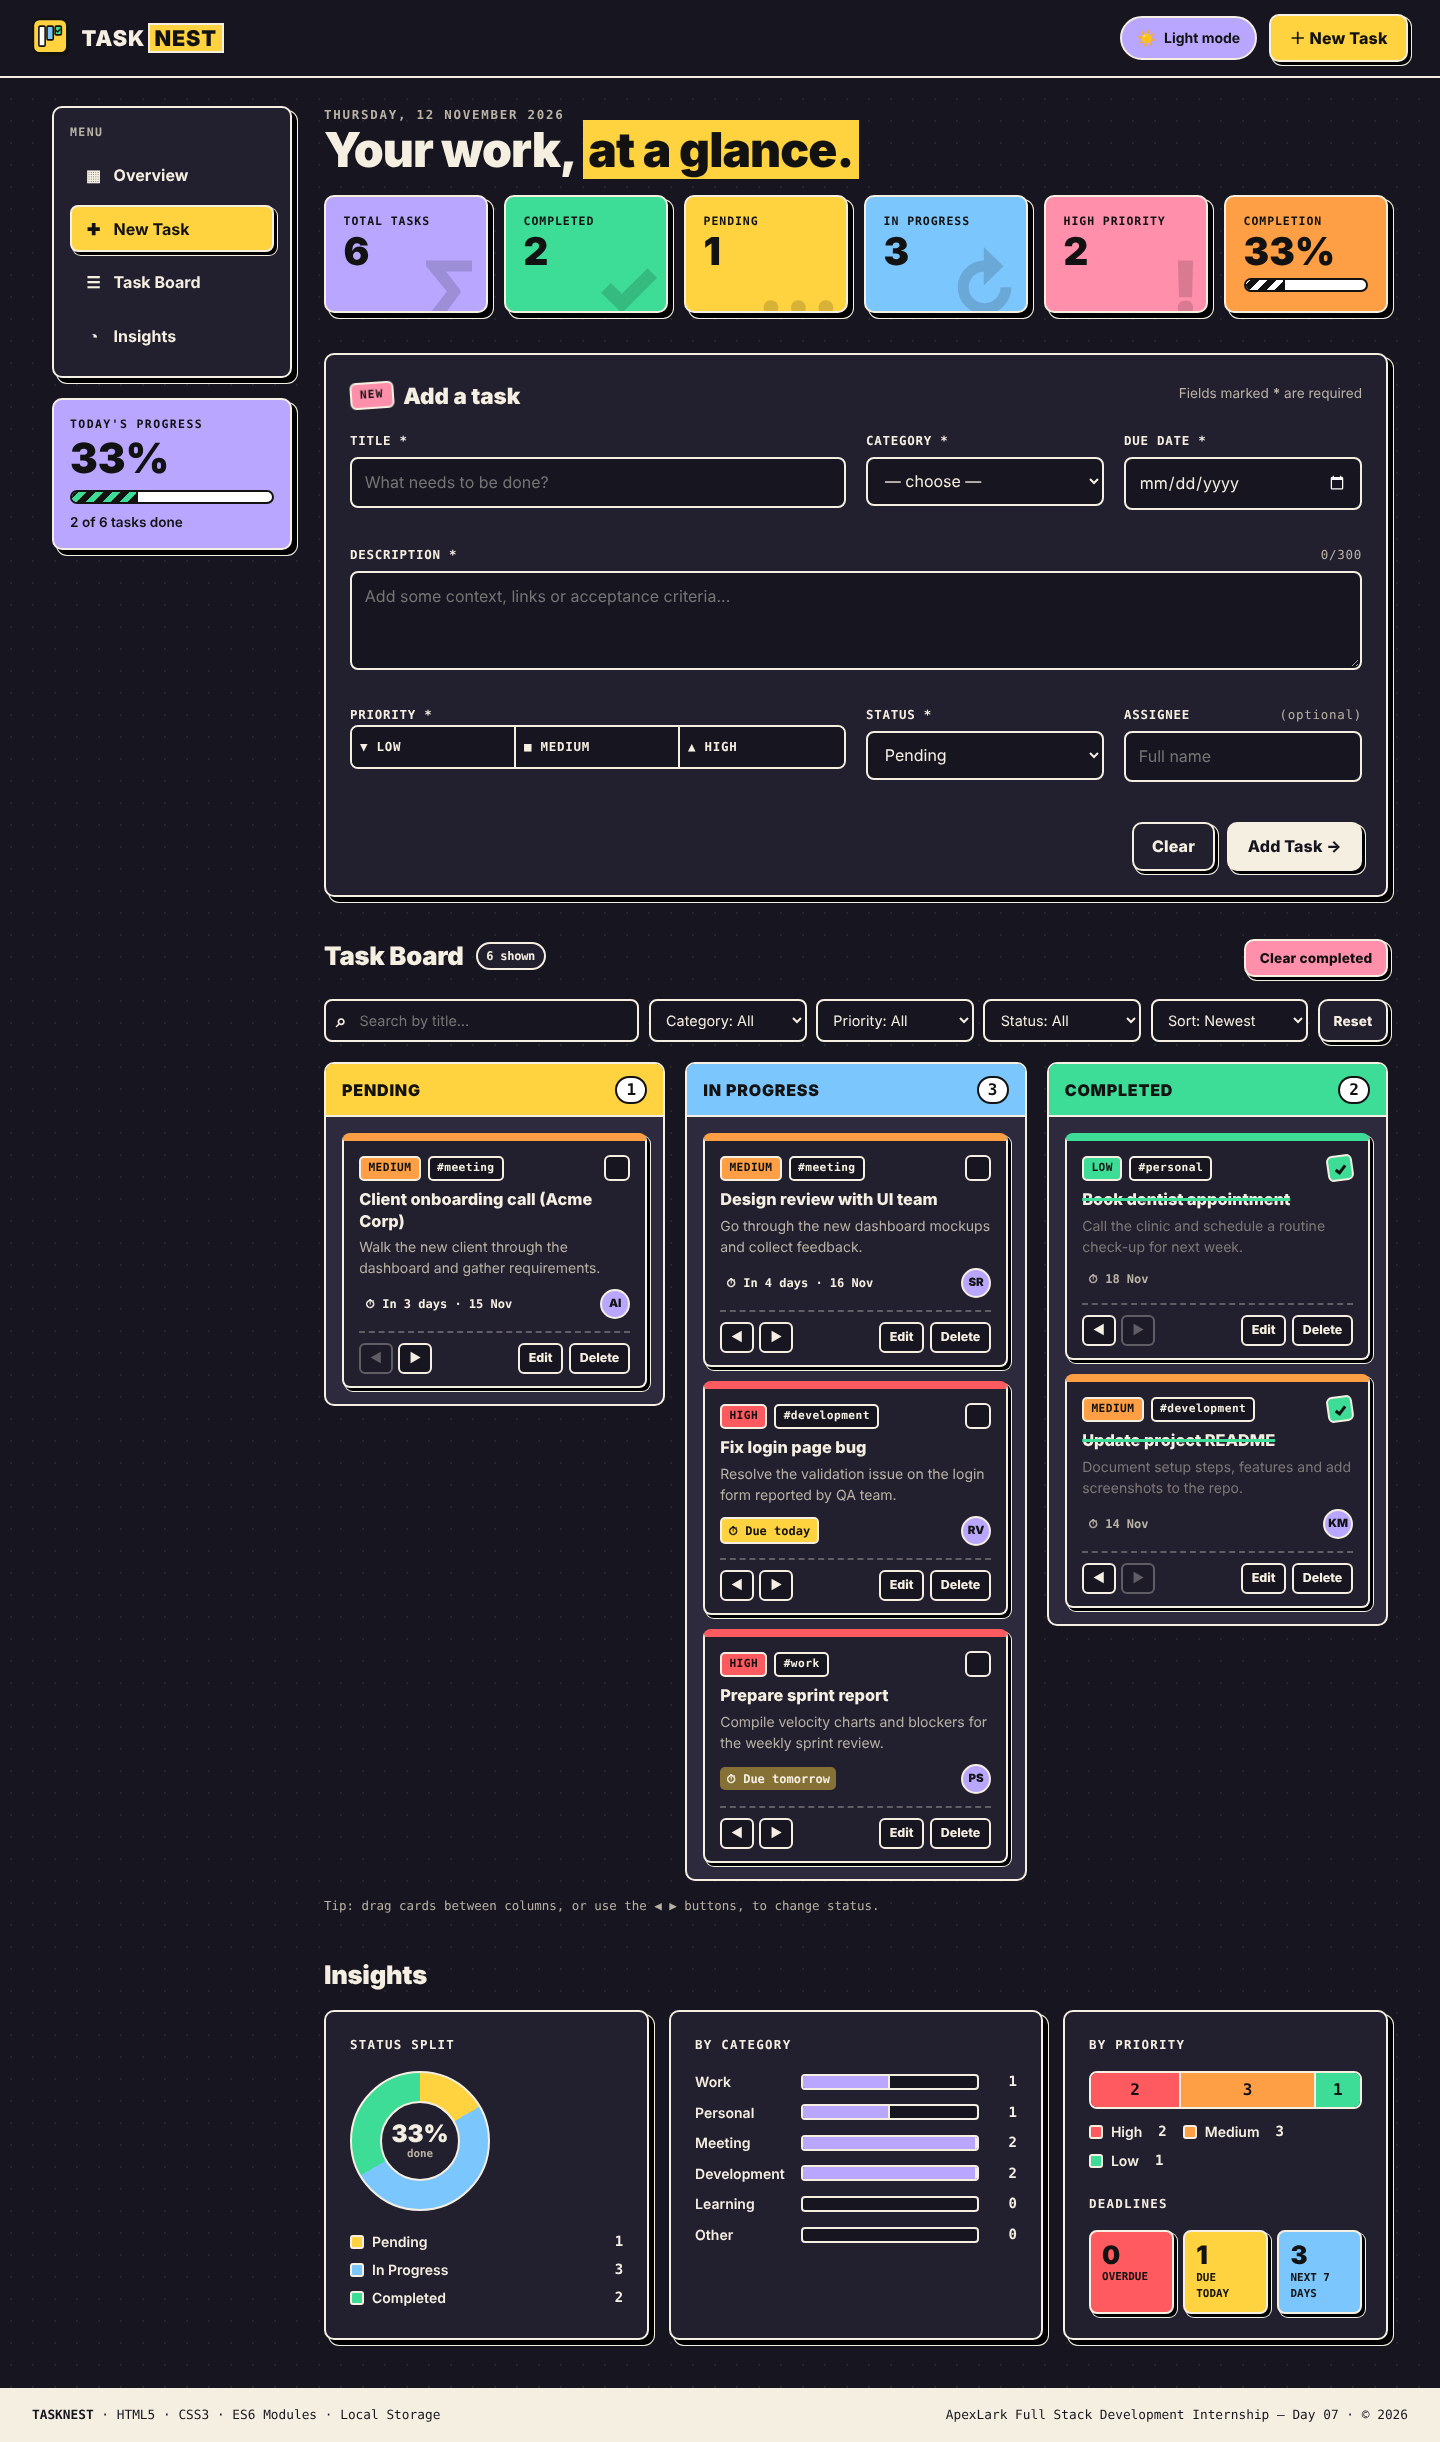 TASK NEST
☀️ Light mode
+ New Task
MENU
Overview
New Task
Task Board
Insights
TODAY'S PROGRESS
33%
2 of 6 tasks done
THURSDAY, 12 NOVEMBER 2026
Your work, at a glance.
TOTAL TASKS
6
Σ
COMPLETED
2
PENDING
1
IN PROGRESS
3
HIGH PRIORITY
2
!
COMPLETION
33%
NEW
Add a task
Fields marked * are required
TITLE *
What needs to be done?
CATEGORY *
— choose —
DUE DATE *
mm/dd/yyyy
DESCRIPTION *
0/300
Add some context, links or acceptance criteria…
PRIORITY *
▼ LOW
■ MEDIUM
▲ HIGH
STATUS *
Pending
ASSIGNEE
(optional)
Full name
Clear
Add Task →
Task Board
6 shown
Clear completed
Search by title…
Category: All
Priority: All
Status: All
Sort: Newest
Reset
PENDING
1
MEDIUM
#meeting
Client onboarding call (Acme
Corp)
Walk the new client through the
dashboard and gather requirements.
⏱ In 3 days · 15 Nov
AI
◀ ▶
Edit
Delete
IN PROGRESS
3
MEDIUM
#meeting
Design review with UI team
Go through the new dashboard mockups
and collect feedback.
⏱ In 4 days · 16 Nov
SR
◀ ▶
Edit
Delete
HIGH
#development
Fix login page bug
Resolve the validation issue on the login
form reported by QA team.
⏱ Due today
RV
◀ ▶
Edit
Delete
HIGH
#work
Prepare sprint report
Compile velocity charts and blockers for
the weekly sprint review.
⏱ Due tomorrow
PS
◀ ▶
Edit
Delete
COMPLETED
2
LOW
#personal
Book dentist appointment
Call the clinic and schedule a routine
check-up for next week.
⏱ 18 Nov
◀ ▶
Edit
Delete
MEDIUM
#development
Update project README
Document setup steps, features and add
screenshots to the repo.
⏱ 14 Nov
KM
◀ ▶
Edit
Delete
Tip: drag cards between columns, or use the ◀ ▶ buttons, to change status.
Insights
STATUS SPLIT
33%
done
Pending 1
In Progress 3
Completed 2
BY CATEGORY
Work 1
Personal 1
Meeting 2
Development 2
Learning 0
Other 0
BY PRIORITY
2 3 1
High 2 Medium 3
Low 1
DEADLINES
0
OVERDUE
1
DUE
TODAY
3
NEXT 7
DAYS
TASKNEST · HTML5 · CSS3 · ES6 Modules · Local Storage
ApexLark Full Stack Development Internship — Day 07 · © 2026